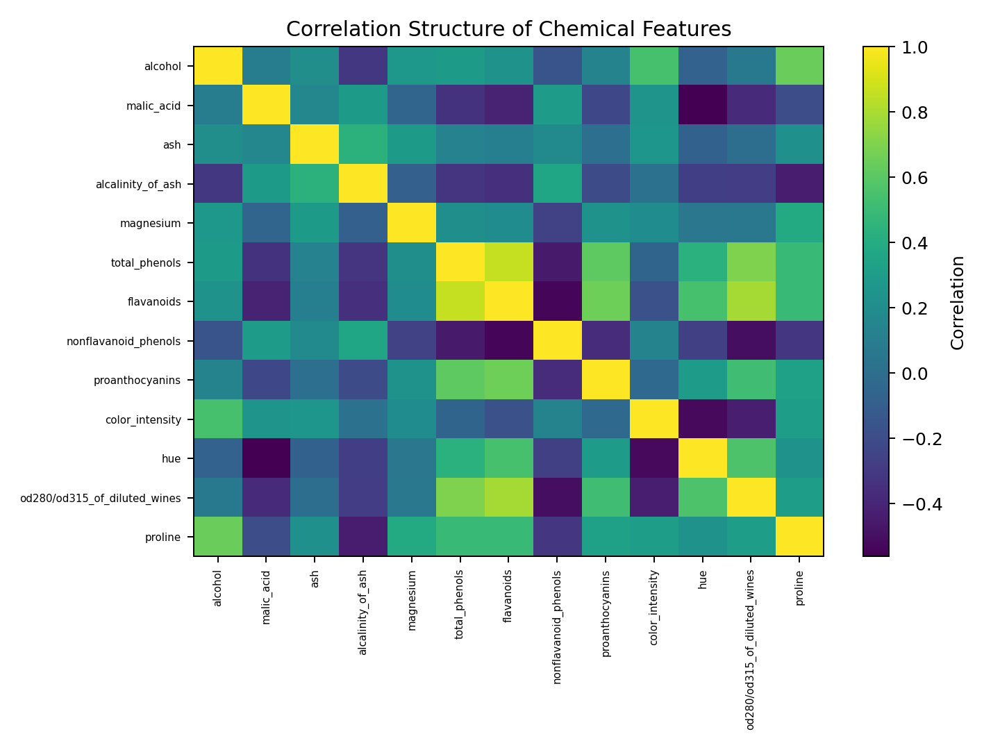 Correlation Structure of Chemical Features
alcohol
malic_acid
ash
alcalinity_of_ash
magnesium
total_phenols
flavanoids
nonflavanoid_phenols
proanthocyanins
color_intensity
hue
od280/od315_of_diluted_wines
proline
alcohol
malic_acid
ash
alcalinity_of_ash
magnesium
total_phenols
flavanoids
nonflavanoid_phenols
proanthocyanins
color_intensity
hue
od280/od315_of_diluted_wines
proline
1.0
0.8
0.6
0.4
0.2
0.0
−0.2
−0.4
Correlation